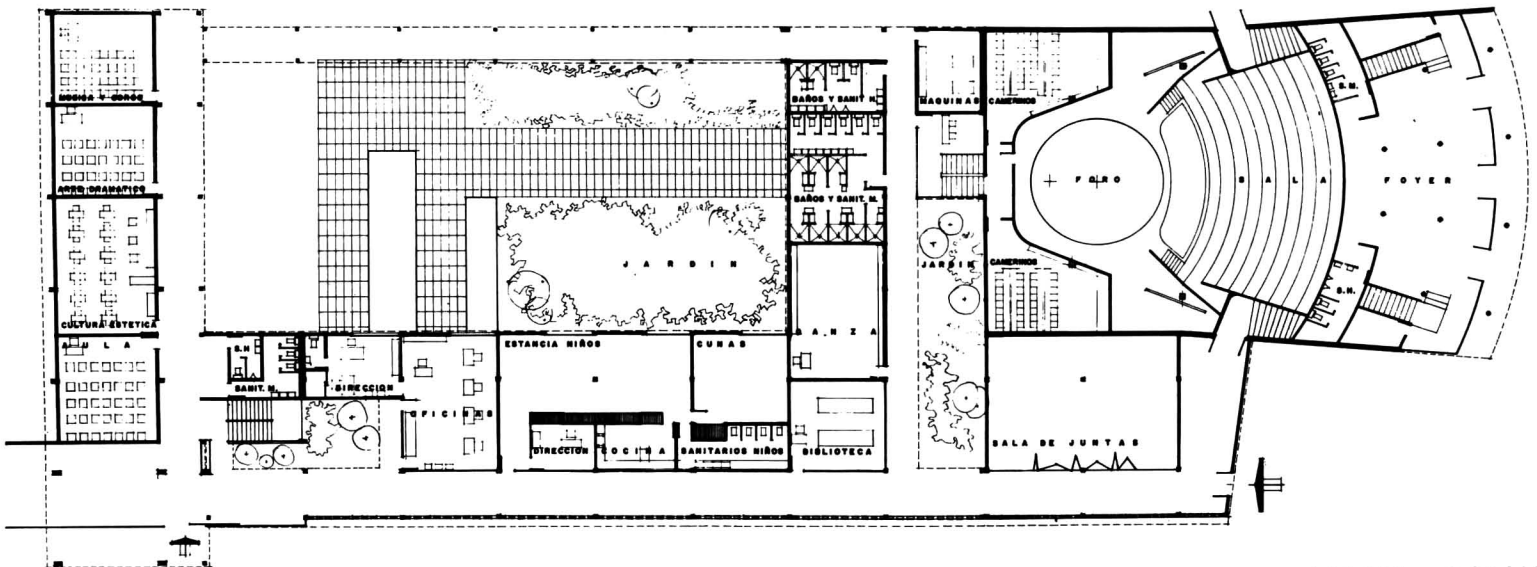 MUSICA Y COROS
ARTE DRAMATICO
CULTURA ESTETICA
AULA
S.H.
SANIT. M.
DIRECCION
OFICINAS
ESTANCIA NIÑOS
CUNAS
DIRECCION
COCINA
SANITARIOS NIÑOS
BIBLIOTECA
JARDIN
BAÑOS Y SANIT. H.
BAÑOS Y SANIT. M.
DANZA
MAQUINAS
JARDIN
CAMERINOS
CAMERINOS
FORO
SALA
FOYER
S.M.
S.H.
SALA DE JUNTAS